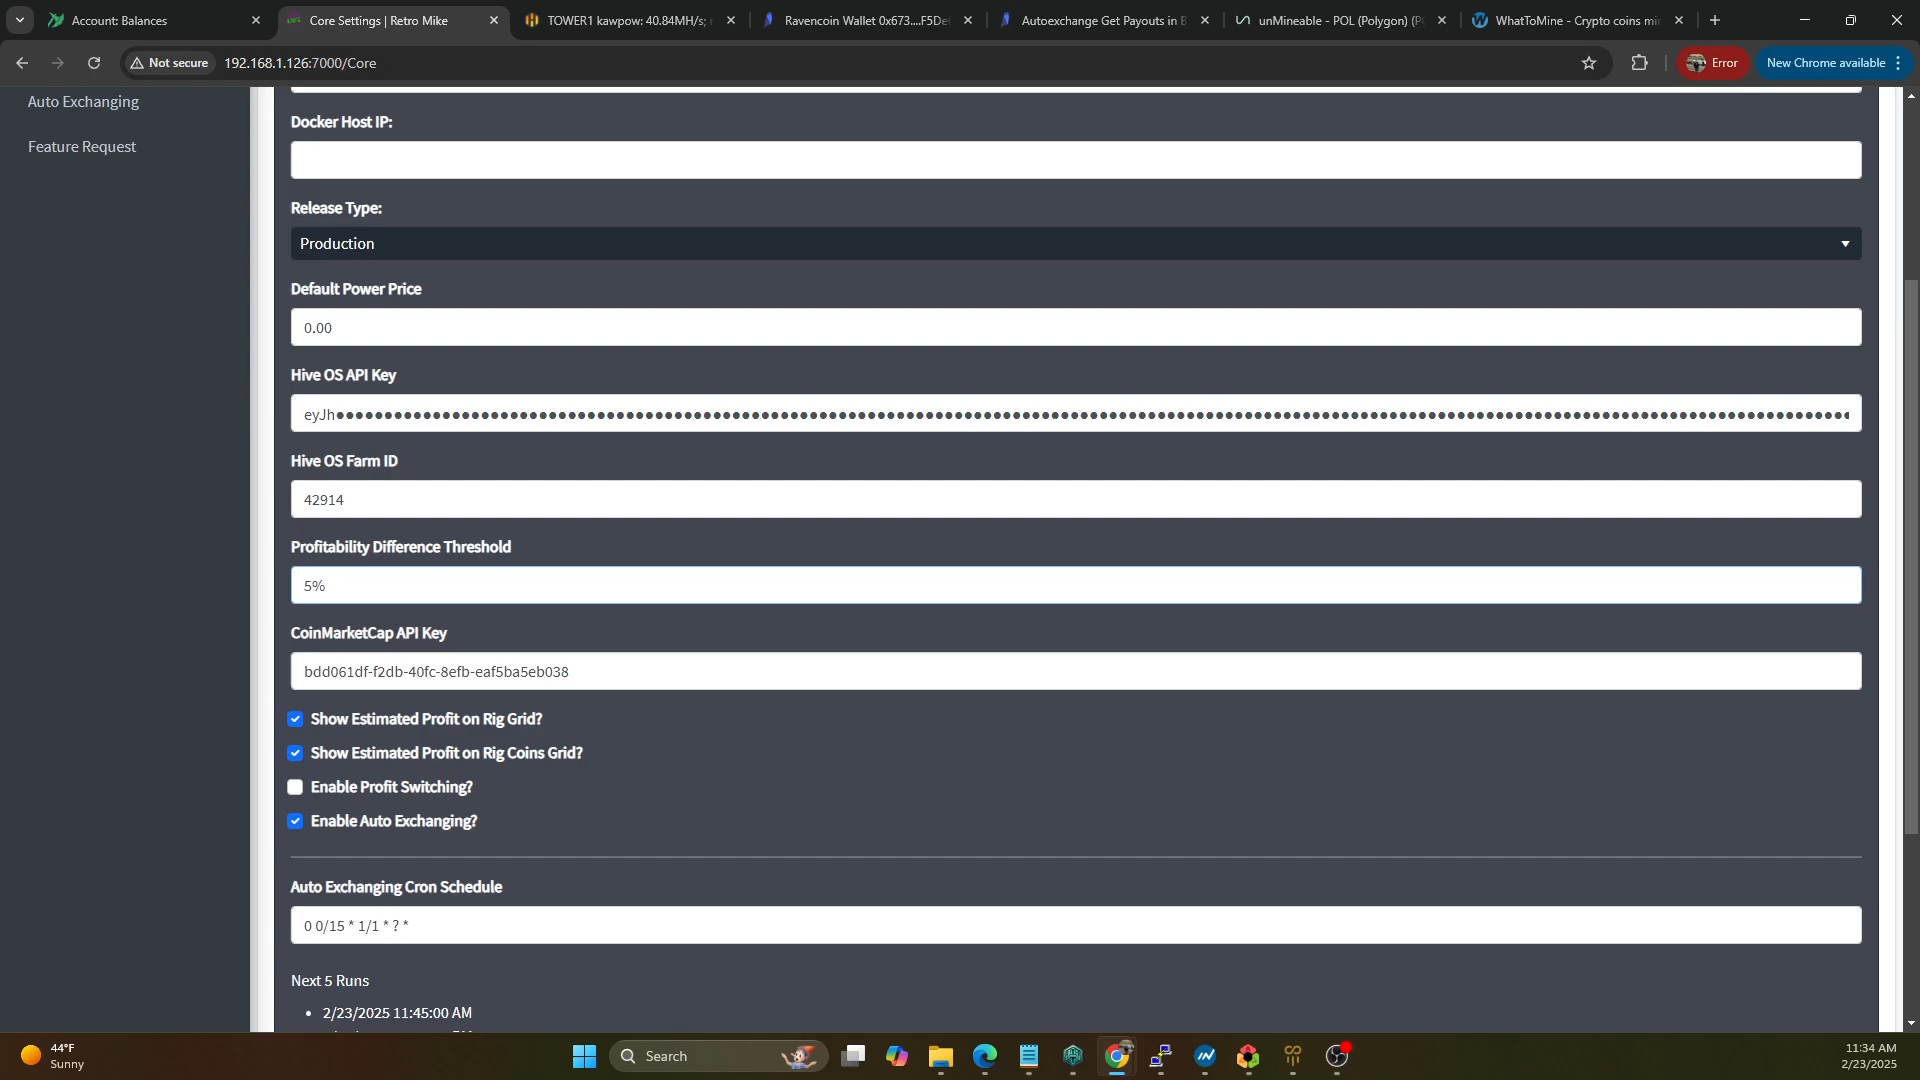 Account: Balances
Core Settings | Retro Mike
TOWER1 kawpow: 40.84MH/s;
Ravencoin Wallet 0x673....F5De
Autoexchange Get Payouts in B
unMineable - POL (Polygon) (P
WhatToMine - Crypto coins mi
Not secure
192.168.1.126:7000/Core
Error
New Chrome available
Auto Exchanging
Feature Request
Docker Host IP:
Release Type:
Production
Default Power Price
0.00
Hive OS API Key
eyJh
Hive OS Farm ID
42914
Profitability Difference Threshold
5%
CoinMarketCap API Key
bdd061df-f2db-40fc-8efb-eaf5ba5eb038
Show Estimated Profit on Rig Grid?
Show Estimated Profit on Rig Coins Grid?
Enable Profit Switching?
Enable Auto Exchanging?
Auto Exchanging Cron Schedule
0 0/15 * 1/1 * ? *
Next 5 Runs
• 2/23/2025 11:45:00 AM
44°F
Sunny
Search
11:34 AM
2/23/2025